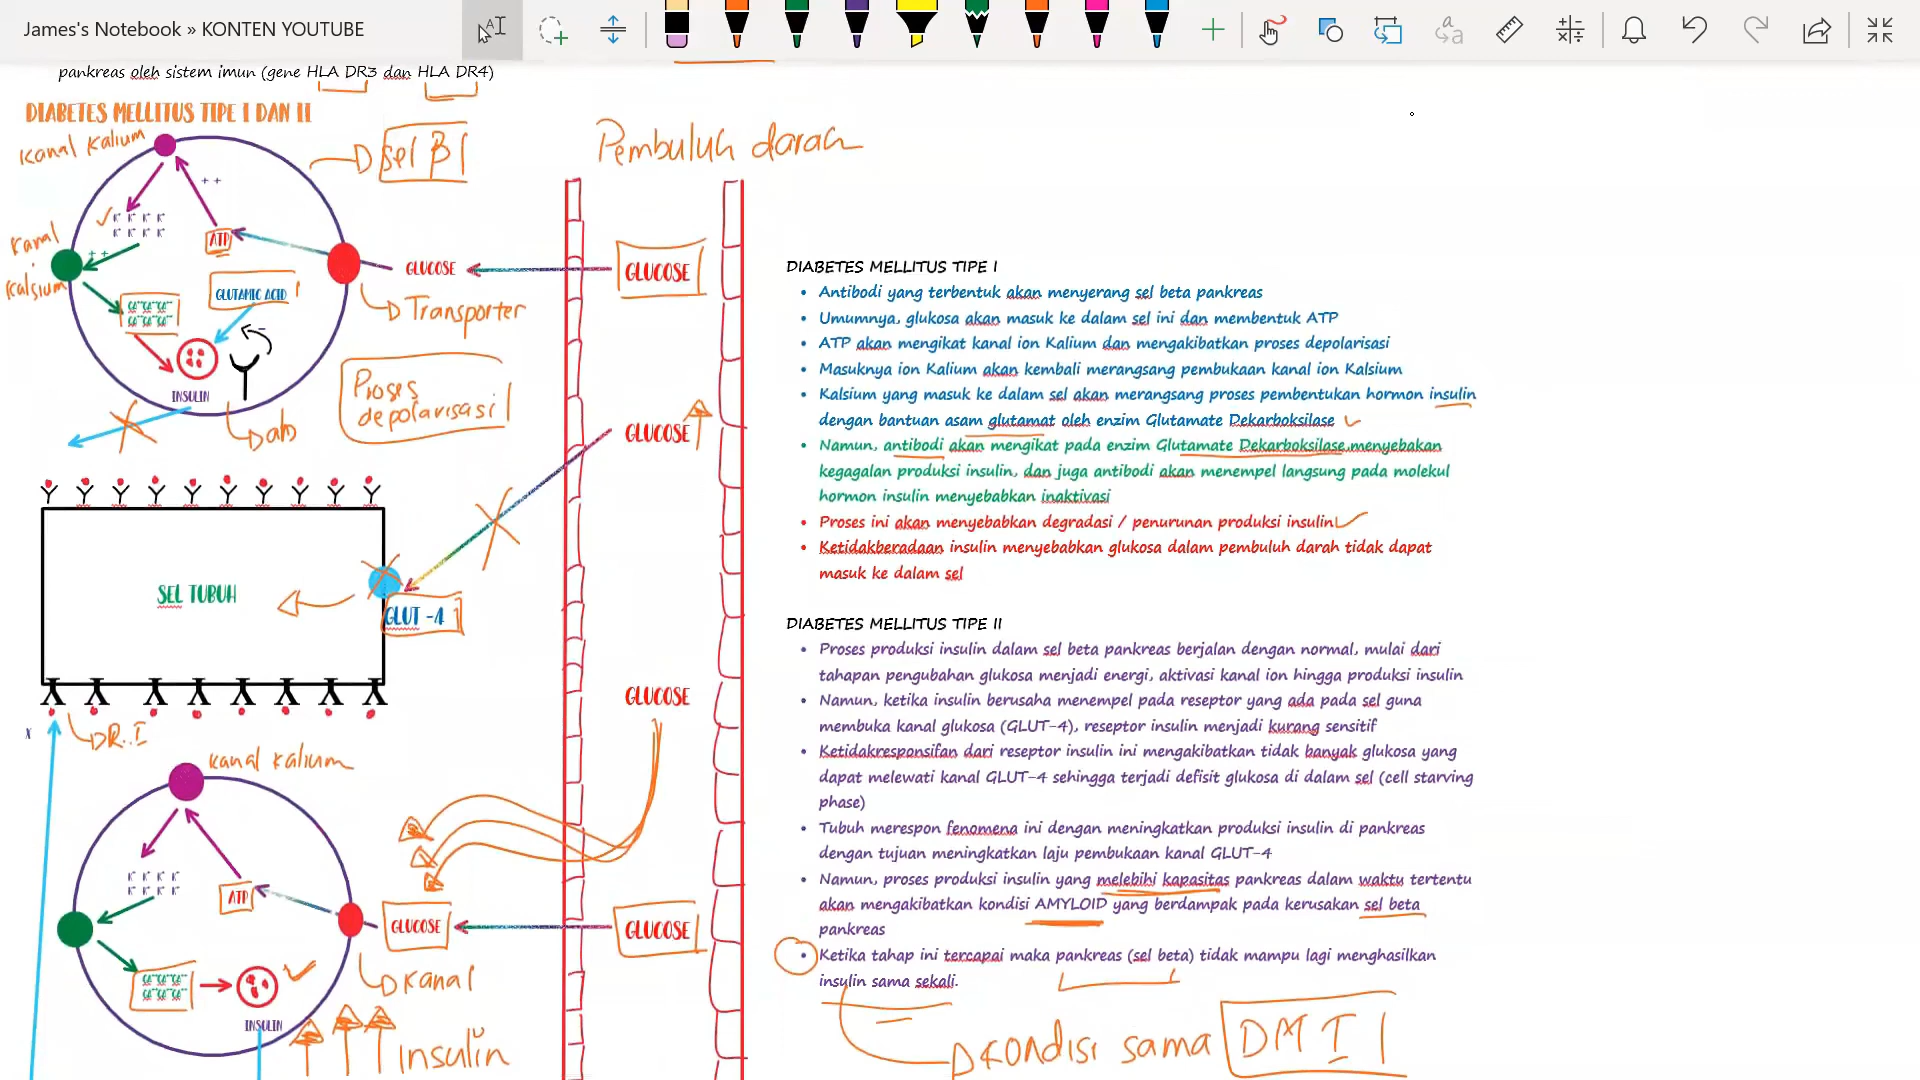 James's Notebook » KONTEN YOUTUBE
pankreas oleh sistem imun (gene HLA DR3 dan HLA DR4)
DIABETES MELLITUS TIPE I DAN II
kanal kalium
sel β
Pembuluh darah
++
K⁺ K⁺ K⁺ K⁺
K⁺ K⁺ K⁺ K⁺
ATP
kanal
kalsium
++
GLUCOSE
GLUCOSE
Transporter
GLUTAMIC ACID
Ca⁺⁺Ca⁺⁺Ca⁺⁺
Ca⁺⁺Ca⁺⁺Ca⁺⁺
INSULIN
ab
Proses
depolarisasi
GLUCOSE
SEL TUBUH
GLUT -4
GLUCOSE
x
R.I
kanal kalium
K⁺ K⁺ K⁺ K⁺
K⁺ K⁺ K⁺ K⁺
ATP
GLUCOSE
GLUCOSE
kanal
Ca⁺⁺Ca⁺⁺Ca⁺⁺
Ca⁺⁺Ca⁺⁺Ca⁺⁺
INSULIN
insulin
DIABETES MELLITUS TIPE I
• Antibodi yang terbentuk akan menyerang sel beta pankreas
• Umumnya, glukosa akan masuk ke dalam sel ini dan membentuk ATP
• ATP akan mengikat kanal ion Kalium dan mengakibatkan proses depolarisasi
• Masuknya ion Kalium akan kembali merangsang pembukaan kanal ion Kalsium
• Kalsium yang masuk ke dalam sel akan merangsang proses pembentukan hormon insulin
dengan bantuan asam glutamat oleh enzim Glutamate Dekarboksilase
• Namun, antibodi akan mengikat pada enzim Glutamate Dekarboksilase,menyebakan
kegagalan produksi insulin, dan juga antibodi akan menempel langsung pada molekul
hormon insulin menyebabkan inaktivasi
• Proses ini akan menyebabkan degradasi / penurunan produksi insulin
• Ketidakberadaan insulin menyebabkan glukosa dalam pembuluh darah tidak dapat
masuk ke dalam sel
DIABETES MELLITUS TIPE II
• Proses produksi insulin dalam sel beta pankreas berjalan dengan normal, mulai dari
tahapan pengubahan glukosa menjadi energi, aktivasi kanal ion hingga produksi insulin
• Namun, ketika insulin berusaha menempel pada reseptor yang ada pada sel guna
membuka kanal glukosa (GLUT-4), reseptor insulin menjadi kurang sensitif
• Ketidakresponsifan dari reseptor insulin ini mengakibatkan tidak banyak glukosa yang
dapat melewati kanal GLUT-4 sehingga terjadi defisit glukosa di dalam sel (cell starving
phase)
• Tubuh merespon fenomena ini dengan meningkatkan produksi insulin di pankreas
dengan tujuan meningkatkan laju pembukaan kanal GLUT-4
• Namun, proses produksi insulin yang melebihi kapasitas pankreas dalam waktu tertentu
akan mengakibatkan kondisi AMYLOID yang berdampak pada kerusakan sel beta
pankreas
• Ketika tahap ini tercapai maka pankreas (sel beta) tidak mampu lagi menghasilkan
insulin sama sekali.
kondisi sama DM I